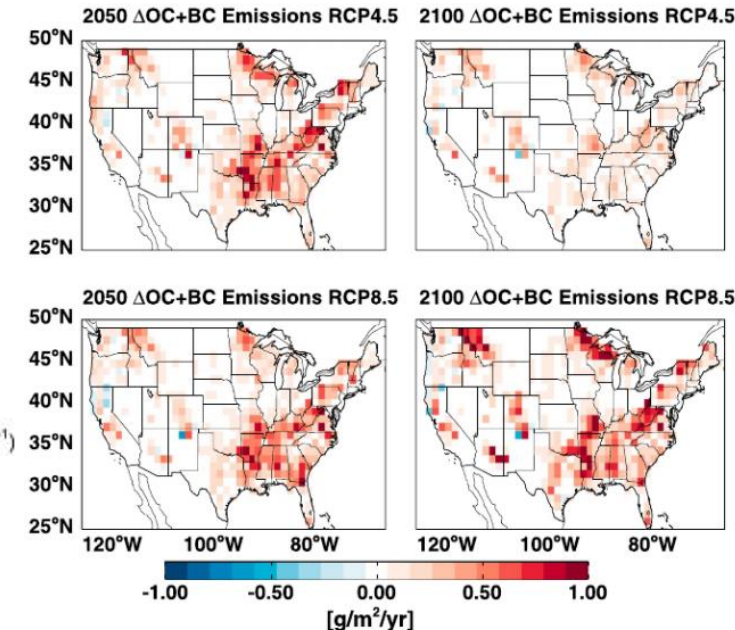 2050 ΔOC+BC Emissions RCP4.5
2100 ΔOC+BC Emissions RCP4.5
50°N
45°N
40°N
35°N
30°N
25°N
2050 ΔOC+BC Emissions RCP8.5
2100 ΔOC+BC Emissions RCP8.5
50°N
45°N
40°N
35°N
30°N
25°N
⁻¹)
120°W 100°W 80°W 120°W 100°W 80°W
-1.00 -0.50 0.00 0.50 1.00
[g/m²/yr]